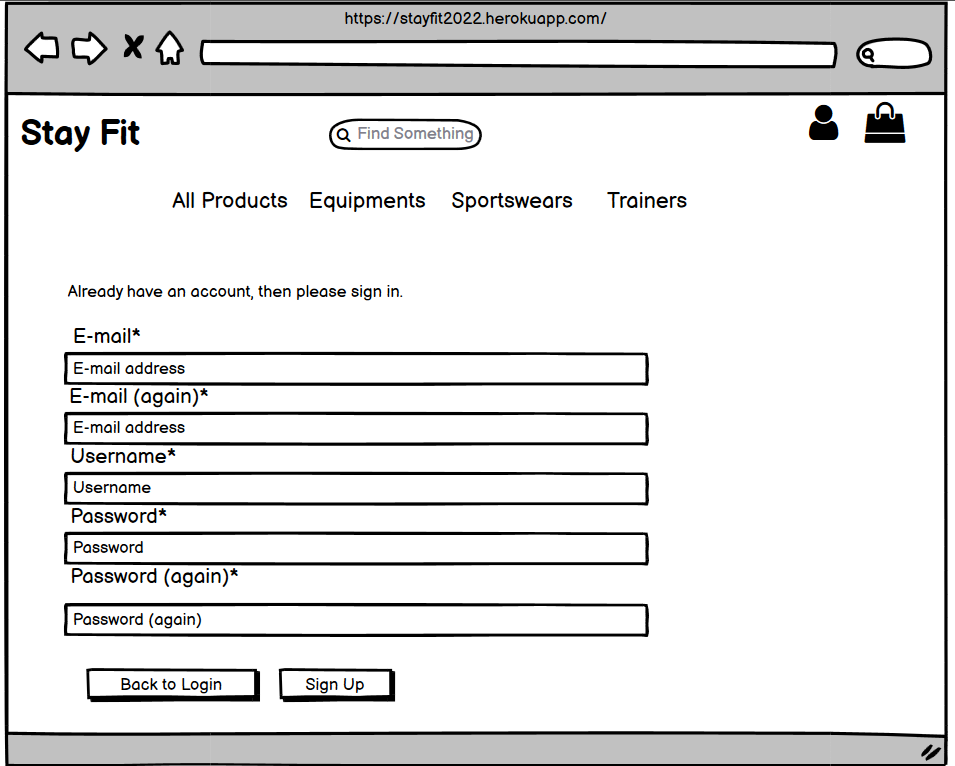 https://stayfit2022.herokuapp.com/
Stay Fit
Find Something
All Products Equipments Sportswears Trainers
Already have an account, then please sign in.
E-mail*
E-mail address
E-mail (again)*
E-mail address
Username*
Username
Password*
Password
Password (again)*
Password (again)
Back to Login Sign Up